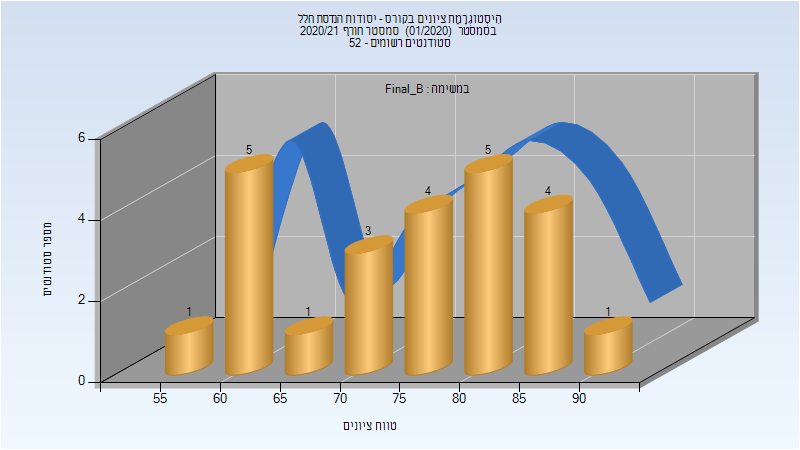 היסטוגרמת ציונים בקורס - יסודות הנדסת חלל
בסמסטר (01/2020) סמסטר חורף 2020/21
סטודנטים רשומים - 52
במשימה : Final_B
6
4
2
0
מספר סטודנטים
1
5
1
3
4
5
4
1
55 60 65 70 75 80 85 90
טווח ציונים